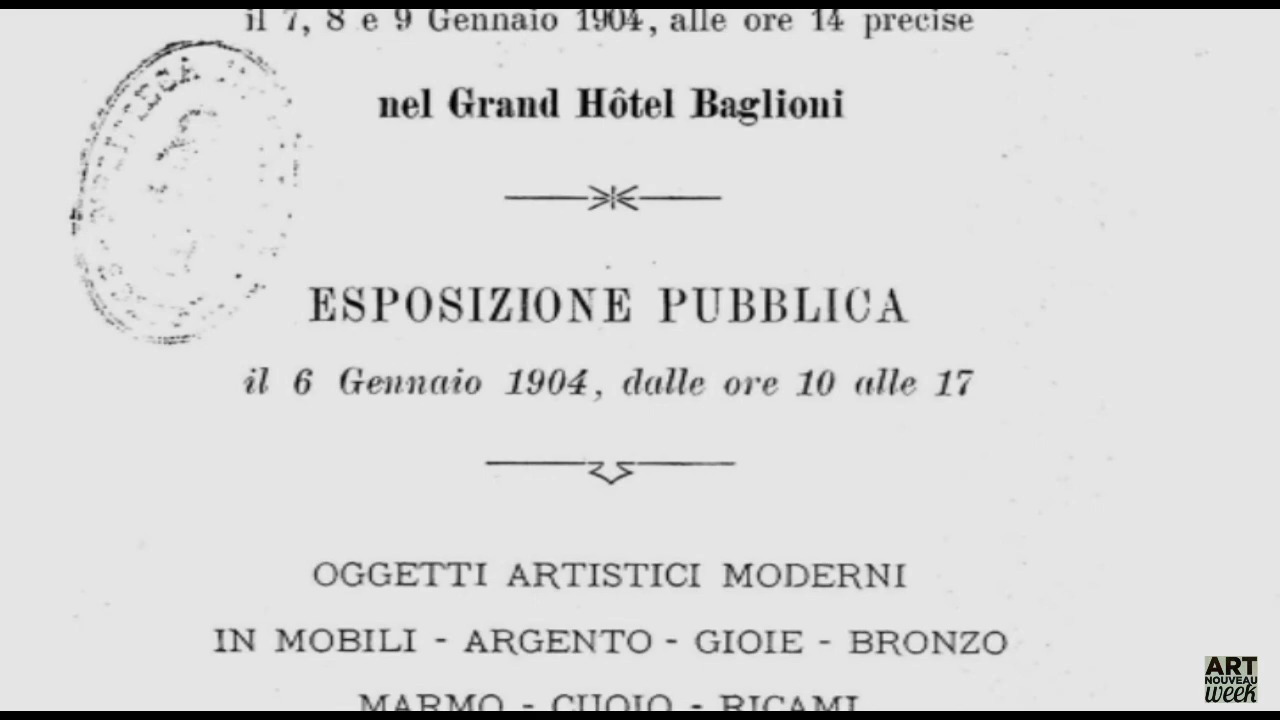 il 7, 8 e 9 Gennaio 1904, alle ore 14 precise
nel Grand Hôtel Baglioni
ESPOSIZIONE PUBBLICA
il 6 Gennaio 1904, dalle ore 10 alle 17
OGGETTI ARTISTICI MODERNI
IN MOBILI - ARGENTO - GIOIE - BRONZO
MARMO - CUOIO - RICAMI
ART
NOUVEAU
week